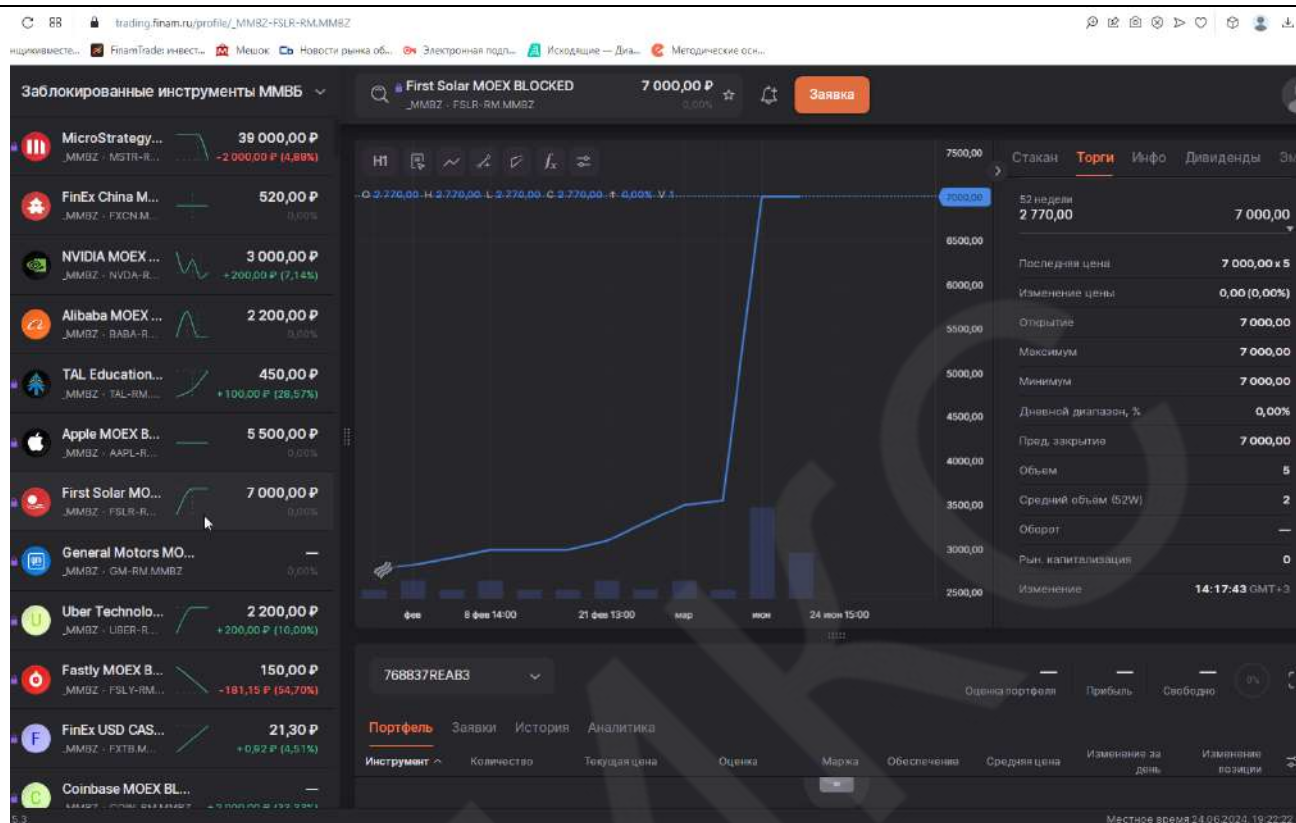 trading.finam.ru/profile/_MMBZ-FSLR-RM.MMBZ
нщикивместе... FinamTrade: инвест... Мешок Новости рынка об... Электронная подп... Исходящие — Диа... Методические осн...
Заблокированные инструменты ММВБ
First Solar MOEX BLOCKED 7 000,00 ₽ Заявка
_MMBZ - FSLR-RM.MMBZ 0,00%
MicroStrategy... 39 000,00 ₽
_MMBZ - MSTR-R... -2 000,00 ₽ (4,88%)
FinEx China M... 520,00 ₽
_MMBZ - FXCN.M... 0,00%
NVIDIA MOEX ... 3 000,00 ₽
_MMBZ - NVDA-R... +200,00 ₽ (7,14%)
Alibaba MOEX ... 2 200,00 ₽
_MMBZ - BABA-R... 0,00%
TAL Education... 450,00 ₽
_MMBZ - TAL-RM.... +100,00 ₽ (28,57%)
Apple MOEX B... 5 500,00 ₽
_MMBZ - AAPL-R... 0,00%
First Solar MO... 7 000,00 ₽
_MMBZ - FSLR-R... 0,00%
General Motors MO... —
_MMBZ - GM-RM.MMBZ 0,00%
Uber Technolo... 2 200,00 ₽
_MMBZ - UBER-R... +200,00 ₽ (10,00%)
Fastly MOEX B... 150,00 ₽
_MMBZ - FSLY-RM... -181,15 ₽ (54,70%)
FinEx USD CAS... 21,30 ₽
_MMBZ - FXTB.M... +0,92 ₽ (4,51%)
Coinbase MOEX BL... —
H1
O 2 770,00 H 2 770,00 L 2 770,00 C 2 770,00 0,00% V 1
7500,00
7000,00
6500,00
6000,00
5500,00
5000,00
4500,00
4000,00
3500,00
3000,00
2500,00
фев 8 фев 14:00 21 фев 13:00 мар июн 24 июн 15:00
Стакан Торги Инфо Дивиденды Эм
52 недели
2 770,00 7 000,00
Последняя цена 7 000,00 x 5
Изменение цены 0,00 (0,00%)
Открытие 7 000,00
Максимум 7 000,00
Минимум 7 000,00
Дневной диапазон, % 0,00%
Пред. закрытие 7 000,00
Объем 5
Средний объем (52W) 2
Оборот —
Рын. капитализация 0
Изменение 14:17:43 GMT+3
768837REAB3
— — — 0%
Оценка портфеля Прибыль Свободно
Портфель Заявки История Аналитика
Инструмент Количество Текущая цена Оценка Маржа Обеспечение Средняя цена Изменение за день Изменение позиции
5.3 Местное время 24.06.2024, 19:22:22